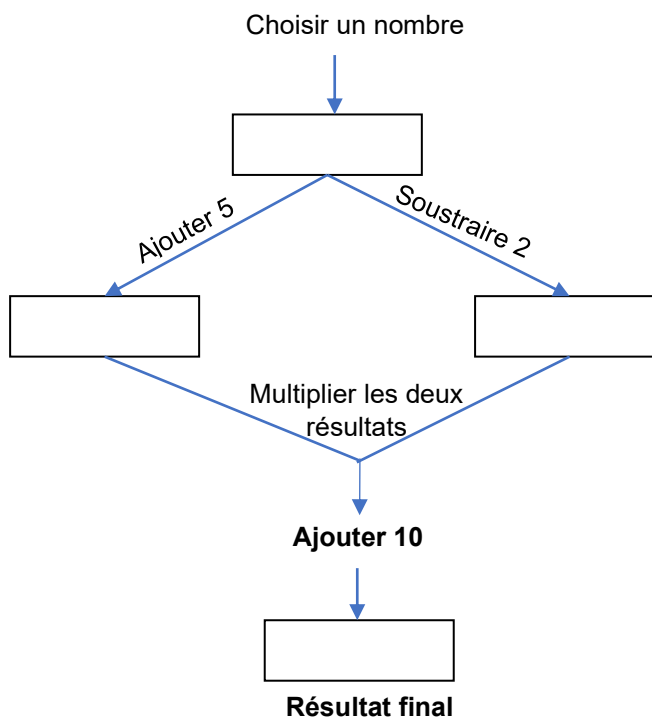 Choisir un nombre
Ajouter 5
Soustraire 2
Multiplier les deux
résultats
Ajouter 10
Résultat final